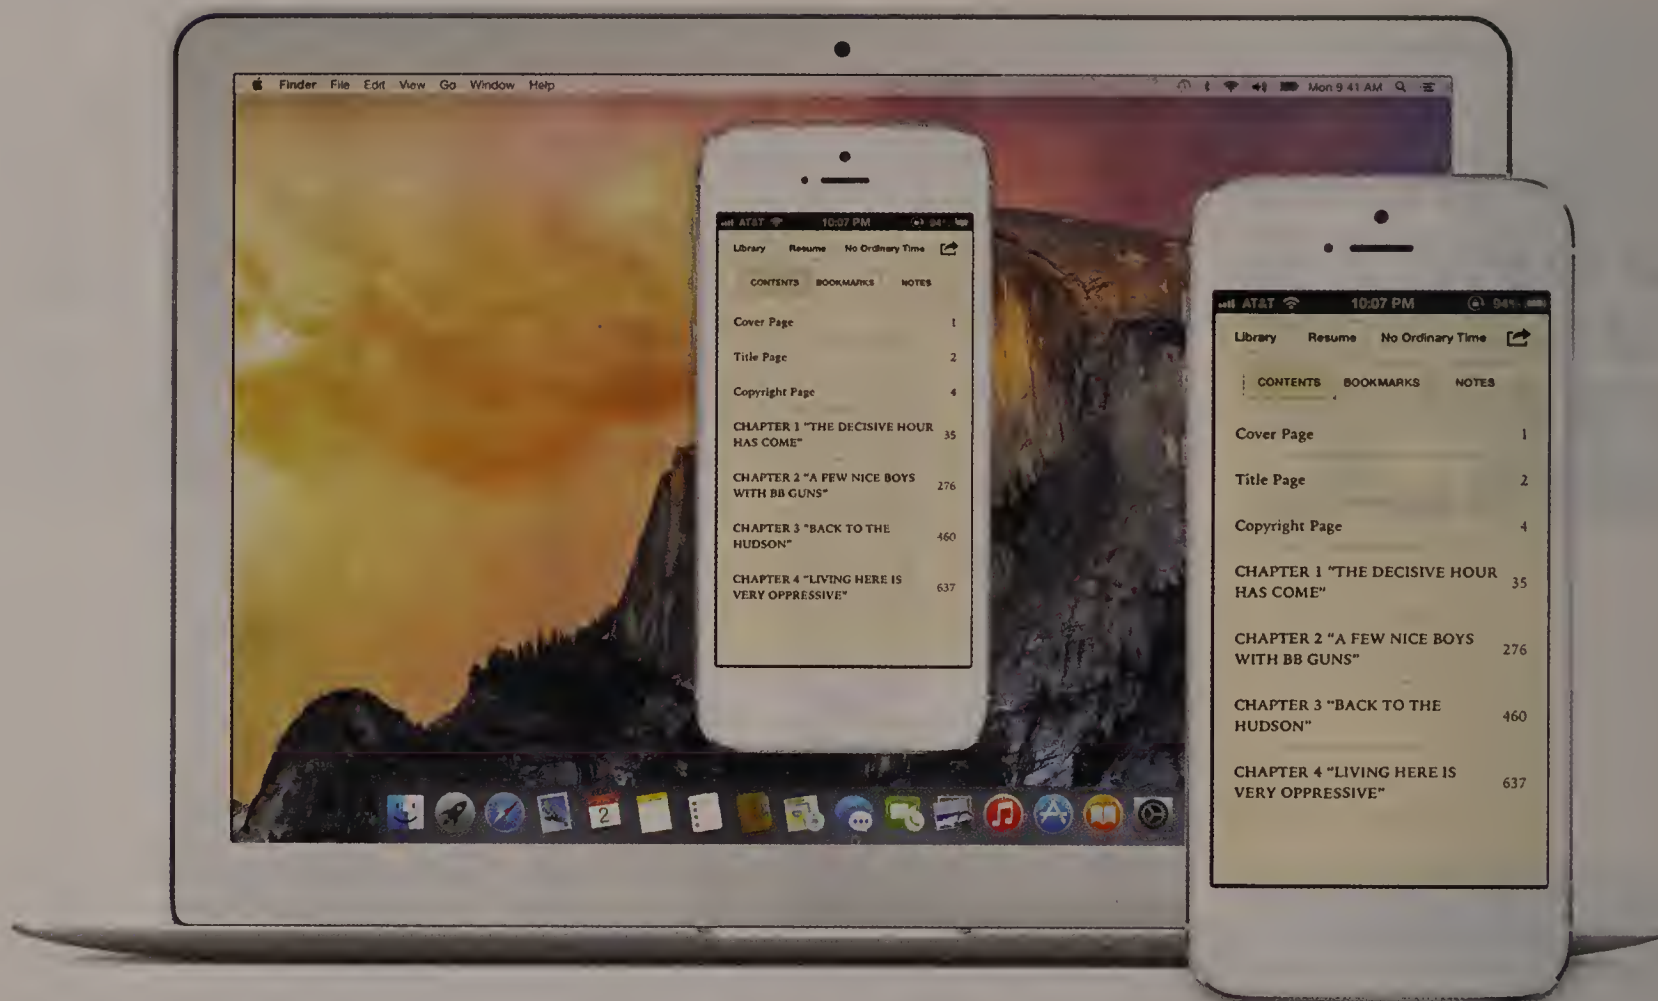 Finder File Edit View Go Window Help
Mon 9 41 AM
AT&T 10:07 PM 94%
Library Resume No Ordinary Time
CONTENTS BOOKMARKS NOTES
Cover Page 1
Title Page 2
Copyright Page 4
CHAPTER 1 "THE DECISIVE HOUR 35
HAS COME"
CHAPTER 2 "A FEW NICE BOYS 276
WITH BB GUNS"
CHAPTER 3 "BACK TO THE 460
HUDSON"
CHAPTER 4 "LIVING HERE IS 637
VERY OPPRESSIVE"
2
AT&T 10:07 PM 94%
Library Resume No Ordinary Time
CONTENTS BOOKMARKS NOTES
Cover Page 1
Title Page 2
Copyright Page 4
CHAPTER 1 "THE DECISIVE HOUR 35
HAS COME"
CHAPTER 2 "A FEW NICE BOYS 276
WITH BB GUNS"
CHAPTER 3 "BACK TO THE 460
HUDSON"
CHAPTER 4 "LIVING HERE IS 637
VERY OPPRESSIVE"